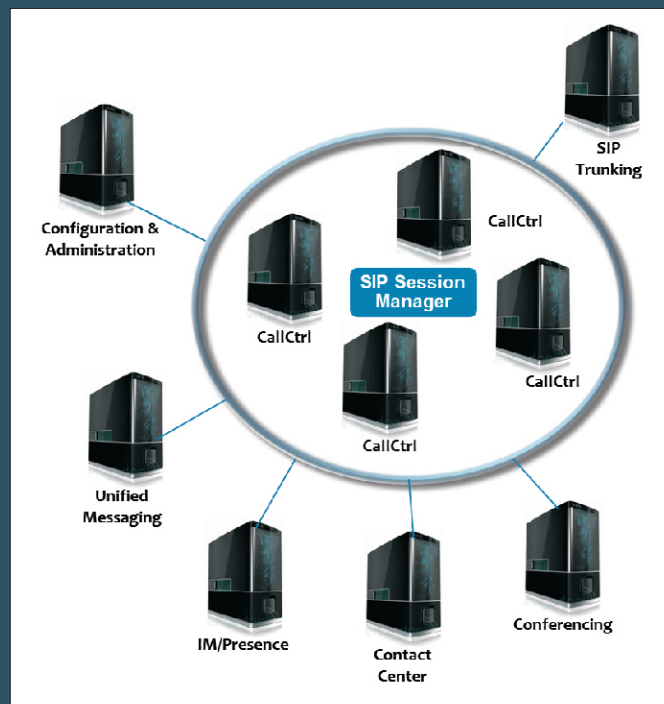 SIP
Trunking
CallCtrl
Configuration &
Administration
SIP Session
Manager
CallCtrl
CallCtrl
CallCtrl
Unified
Messaging
IM/Presence
Contact
Center
Conferencing